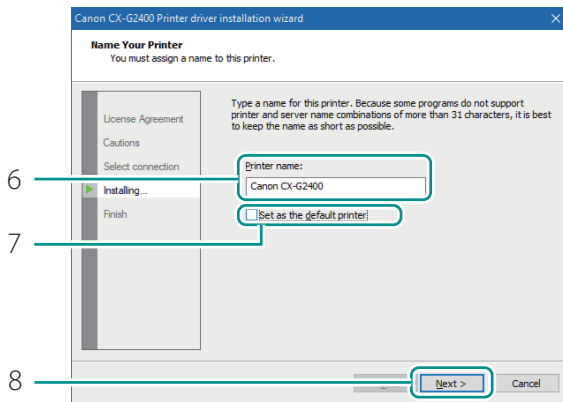 Canon CX-G2400 Printer driver installation wizard
Name Your Printer
You must assign a name to this printer.
License Agreement
Cautions
Select connection
Installing...
Finish
Type a name for this printer. Because some programs do not support
printer and server name combinations of more than 31 characters, it is best
to keep the name as short as possible.
6
Printer name:
Canon CX-G2400
7
Set as the default printer
8
Next >
Cancel